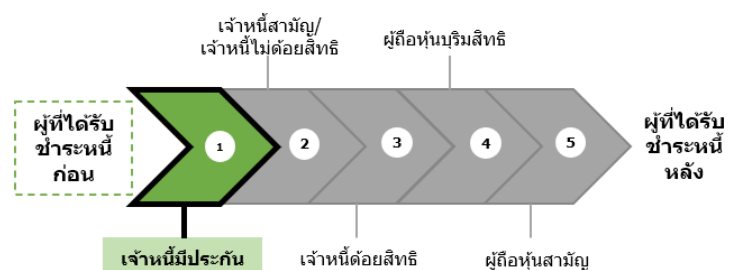 เจ้าหนี้สามัญ/
เจ้าหนี้ไม่ด้อยสิทธิ
ผู้ถือหุ้นบุริมสิทธิ
ผู้ที่ได้รับ
ชำระหนี้
ก่อน
1
2
3
4
5
ผู้ที่ได้รับ
ชำระหนี้
หลัง
เจ้าหนี้มีประกัน
เจ้าหนี้ด้อยสิทธิ
ผู้ถือหุ้นสามัญ